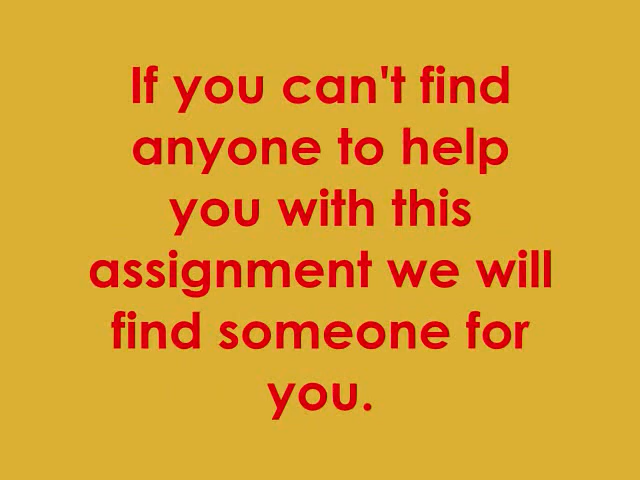 If you can't find
anyone to help
you with this
assignment we will
find someone for
you.